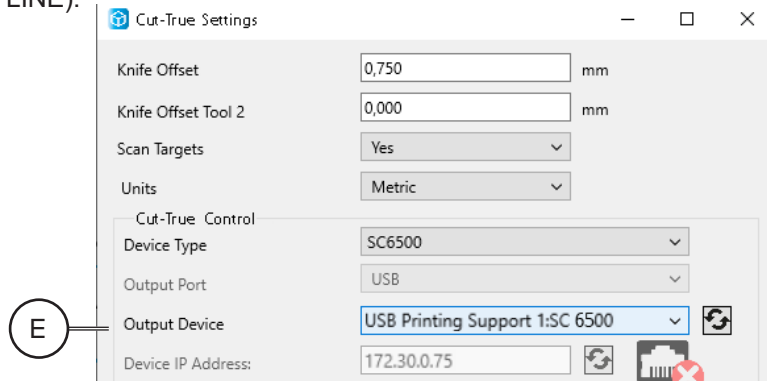 LINE).
Cut-True Settings
Knife Offset 0,750 mm
Knife Offset Tool 2 0,000 mm
Scan Targets Yes
Units Metric
Cut-True Control
Device Type SC6500
Output Port USB
E Output Device USB Printing Support 1:SC 6500
Device IP Address: 172.30.0.75